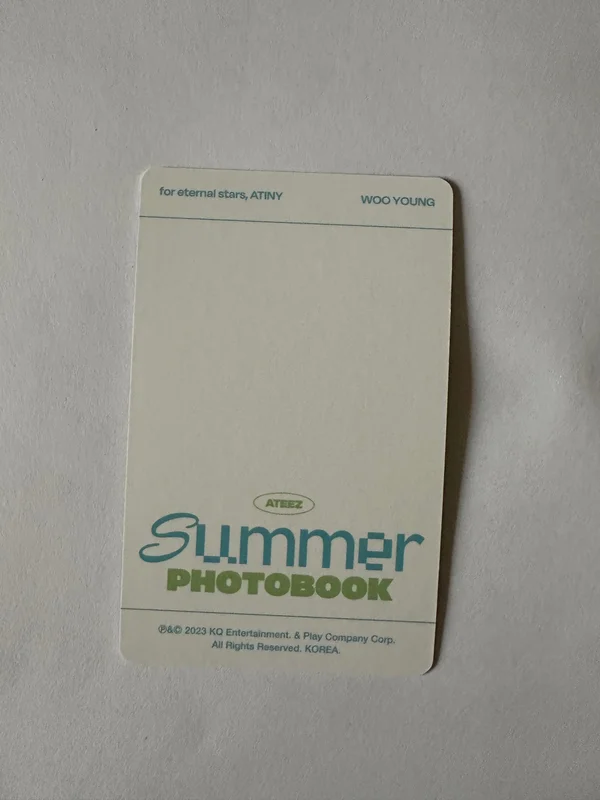 for eternal stars, ATINY WOO YOUNG
ATEEZ
Summer
PHOTOBOOK
℗&© 2023 KQ Entertainment. & Play Company Corp.
All Rights Reserved. KOREA.